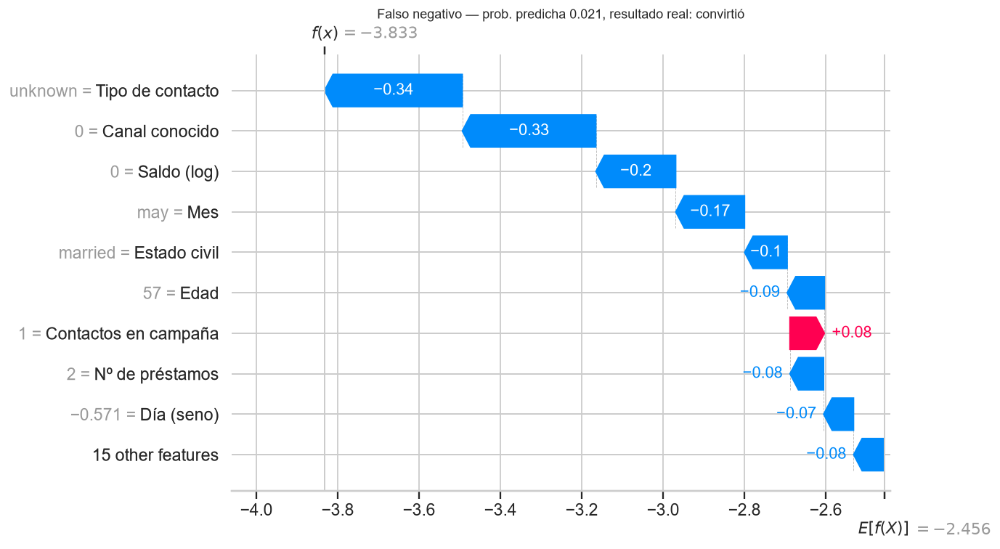 Falso negativo — prob. predicha 0.021, resultado real: convirtió
f(x) = −3.833
unknown = Tipo de contacto −0.34
0 = Canal conocido −0.33
0 = Saldo (log) −0.2
may = Mes −0.17
married = Estado civil −0.1
57 = Edad −0.09
1 = Contactos en campaña +0.08
2 = Nº de préstamos −0.08
−0.571 = Día (seno) −0.07
15 other features −0.08
−4.0 −3.8 −3.6 −3.4 −3.2 −3.0 −2.8 −2.6
E[f(X)] = −2.456